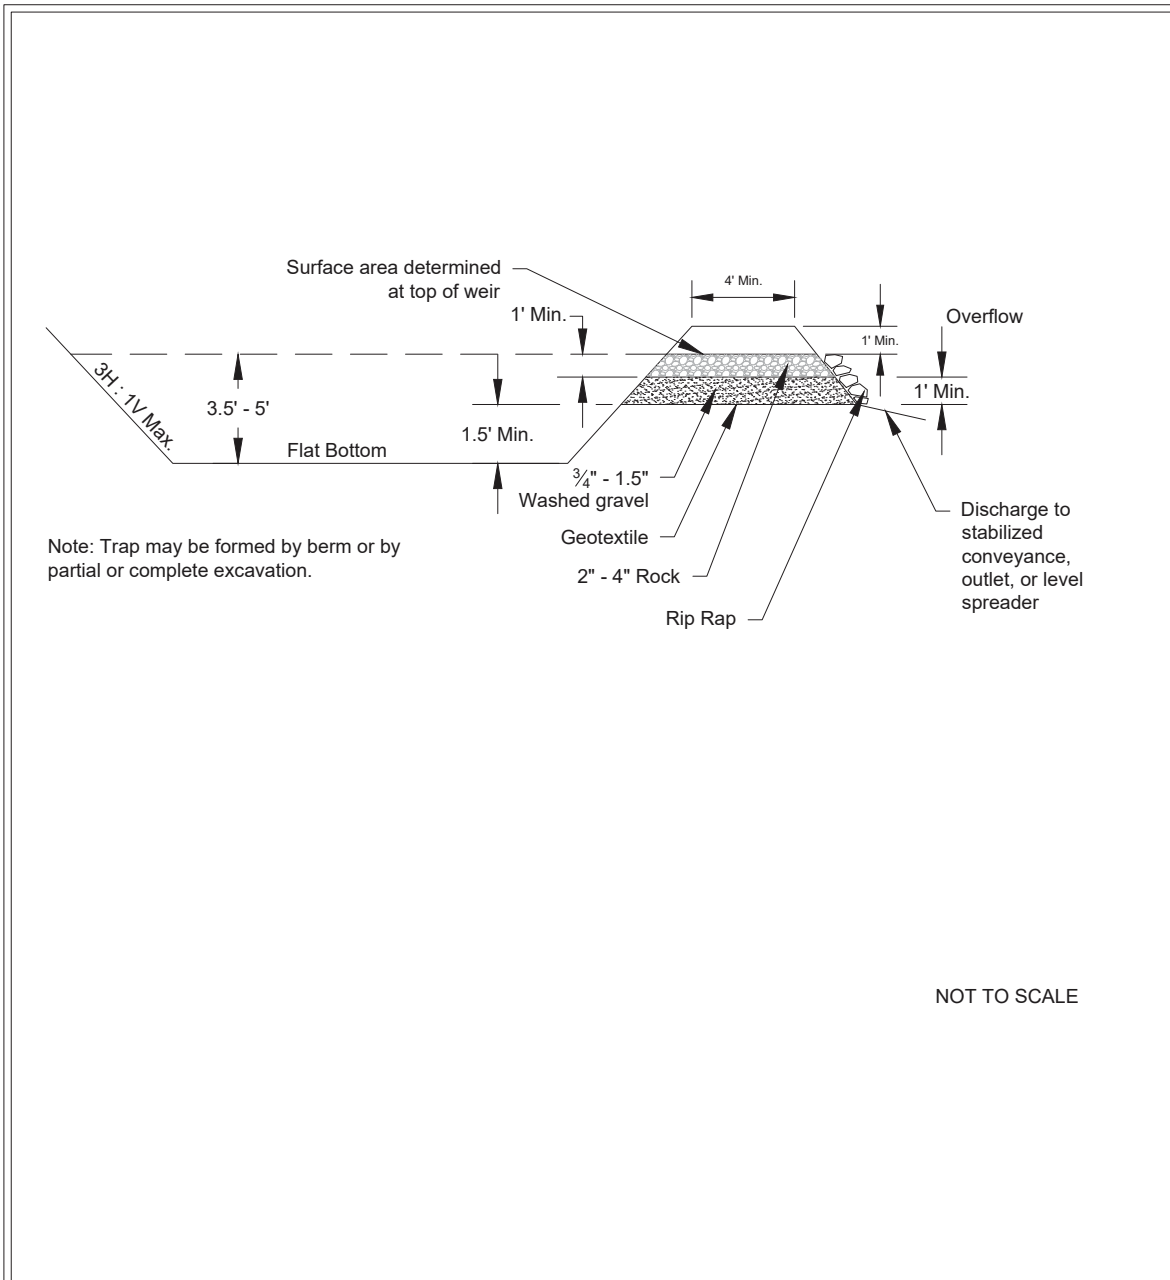 Surface area determined
at top of weir
4' Min.
1' Min.
1' Min.
Overflow
3H : 1V Max.
3.5' - 5'
1' Min.
1.5' Min.
Flat Bottom
¾" - 1.5"
Washed gravel
Geotextile
2" - 4" Rock
Rip Rap
Discharge to
stabilized
conveyance,
outlet, or level
spreader
Note: Trap may be formed by berm or by
partial or complete excavation.
NOT TO SCALE